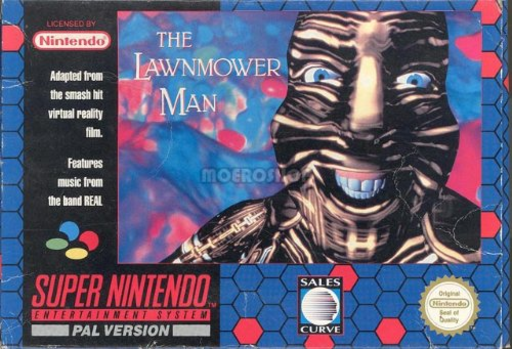 LICENSED BY
Nintendo
Adapted from
the smash hit
virtual reality
film.
Features
music from
the band REAL
THE
LAWNMOWER
MAN
MOEROSHOP
SUPER NINTENDO
TM
ENTERTAINMENT SYSTEM
PAL VERSION
SALES
CURVE
Original
Nintendo
Seal of
Quality